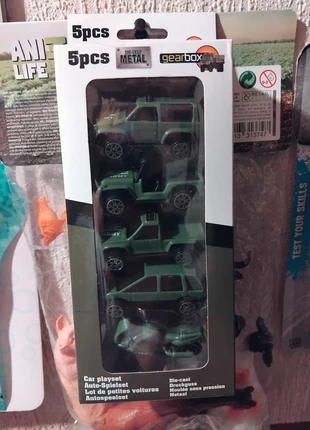 5pcs
5pcs
DIE-CAST
METAL
gearbox
ANI
LIFE
TEST YOUR SKILLS
Car playset
Auto-Spielset
Lot de petites voitures
Autospeelset
Die-cast
Druckguss
Moulée sous pression
Metaal